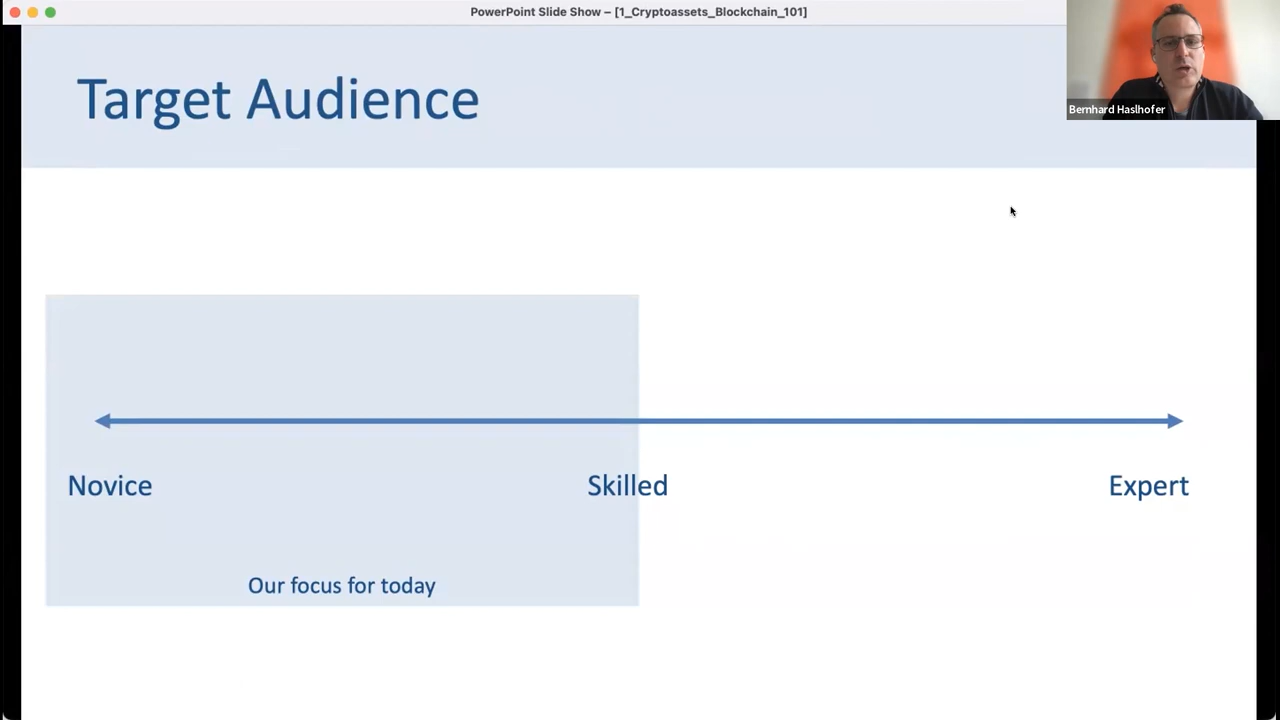 PowerPoint Slide Show – [1_Cryptoassets_Blockchain_101]
Target Audience
Bernhard Haslhofer
Novice
Skilled
Expert
Our focus for today